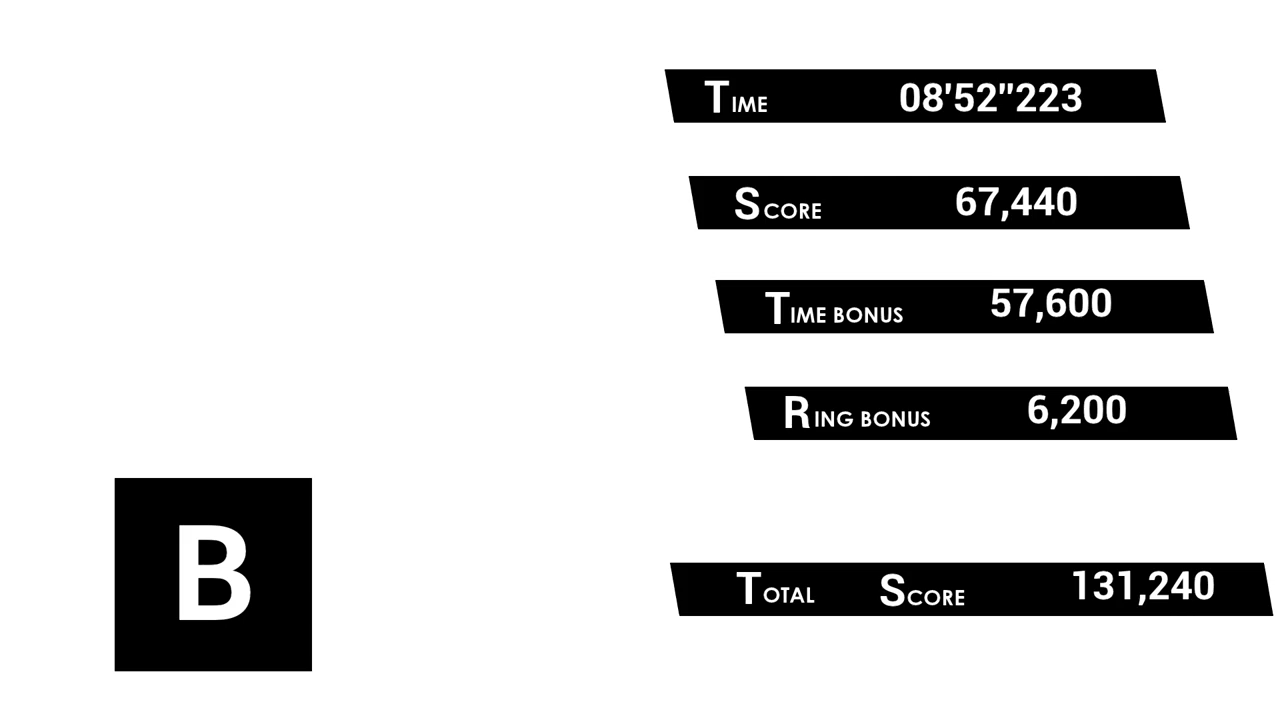 TIME 08'52"223
SCORE 67,440
TIME BONUS 57,600
RING BONUS 6,200
B
TOTAL SCORE 131,240